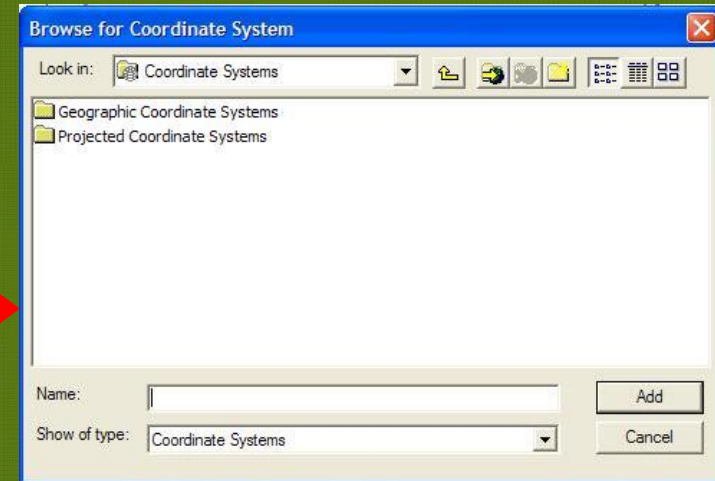 Browse for Coordinate System
Look in: Coordinate Systems
Geographic Coordinate Systems
Projected Coordinate Systems
Name: Add
Show of type: Coordinate Systems Cancel